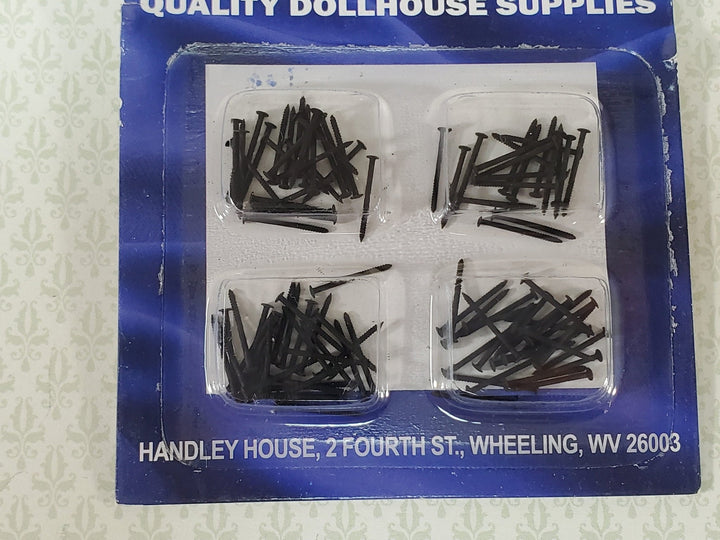 QUALITY DOLLHOUSE SUPPLIES
HANDLEY HOUSE, 2 FOURTH ST., WHEELING, WV 26003